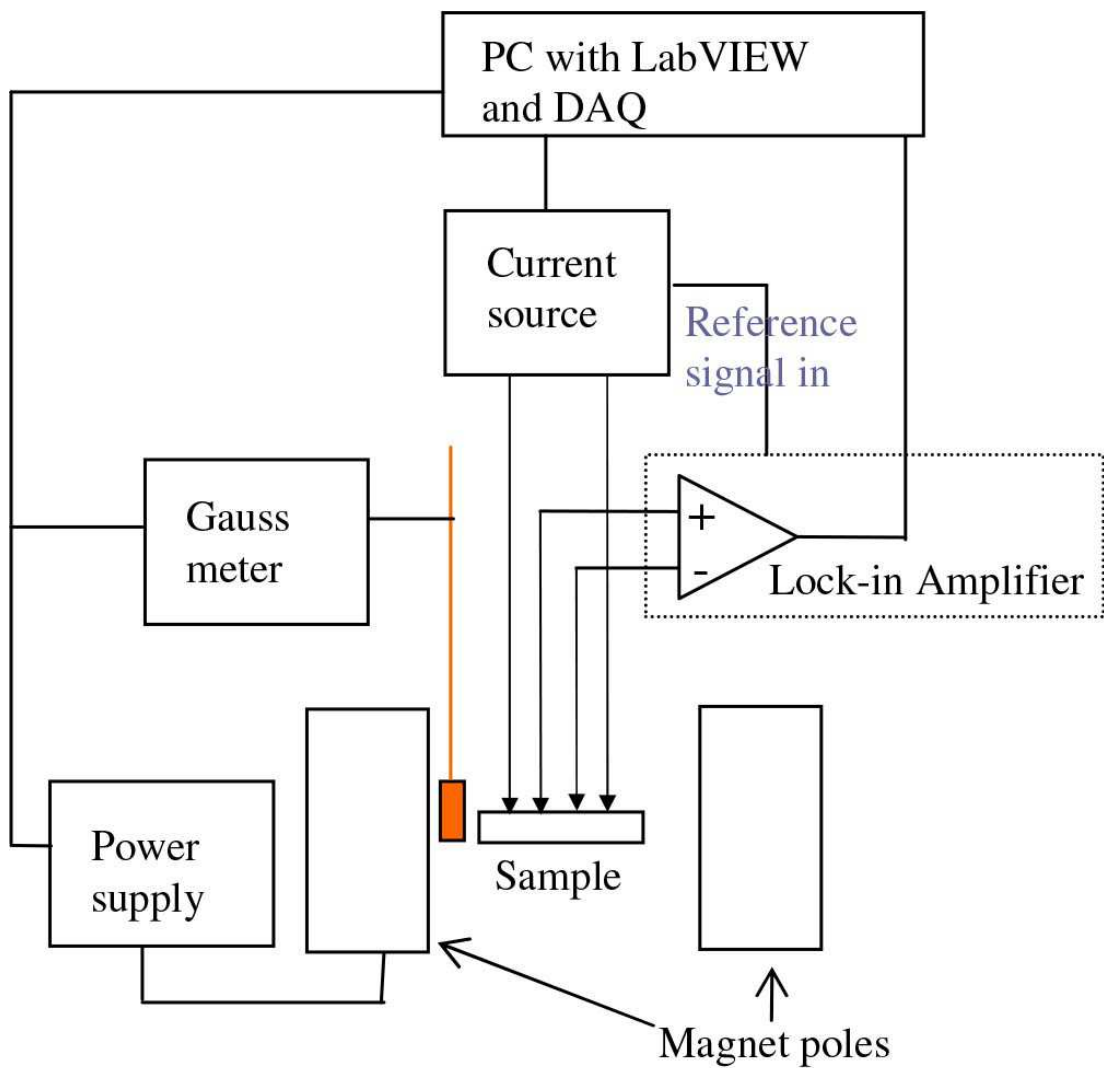 PC with LabVIEW
and DAQ
Current
source
Reference
signal in
Gauss
meter
+
-
Lock-in Amplifier
Power
supply
Sample
Magnet poles